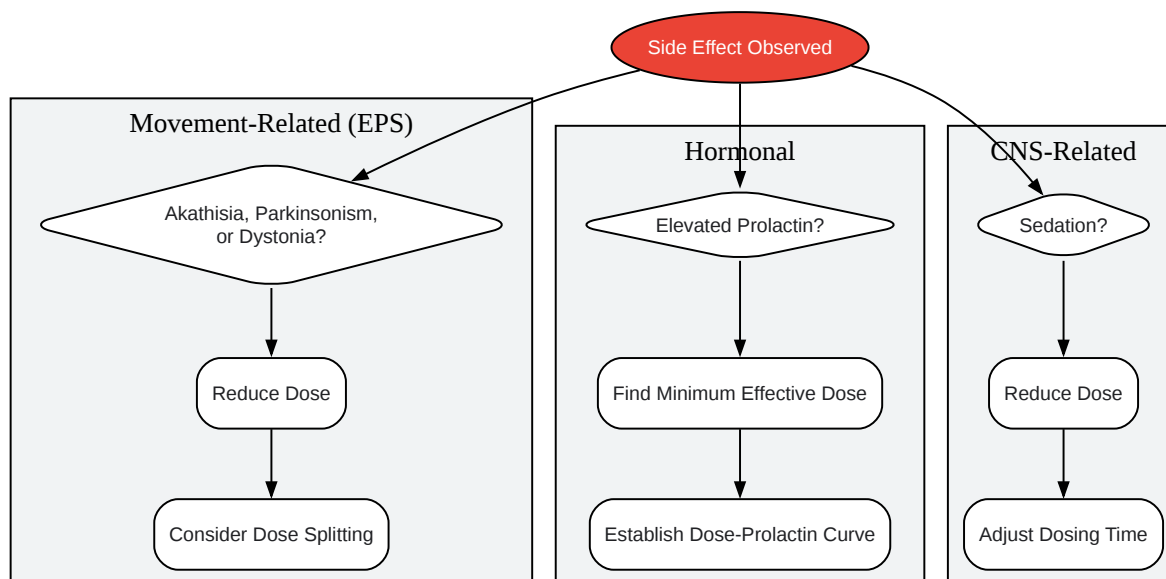 Side Effect Observed
Movement-Related (EPS)
Akathisia, Parkinsonism,
or Dystonia?
Reduce Dose
Consider Dose Splitting
Hormonal
Elevated Prolactin?
Find Minimum Effective Dose
Establish Dose-Prolactin Curve
CNS-Related
Sedation?
Reduce Dose
Adjust Dosing Time